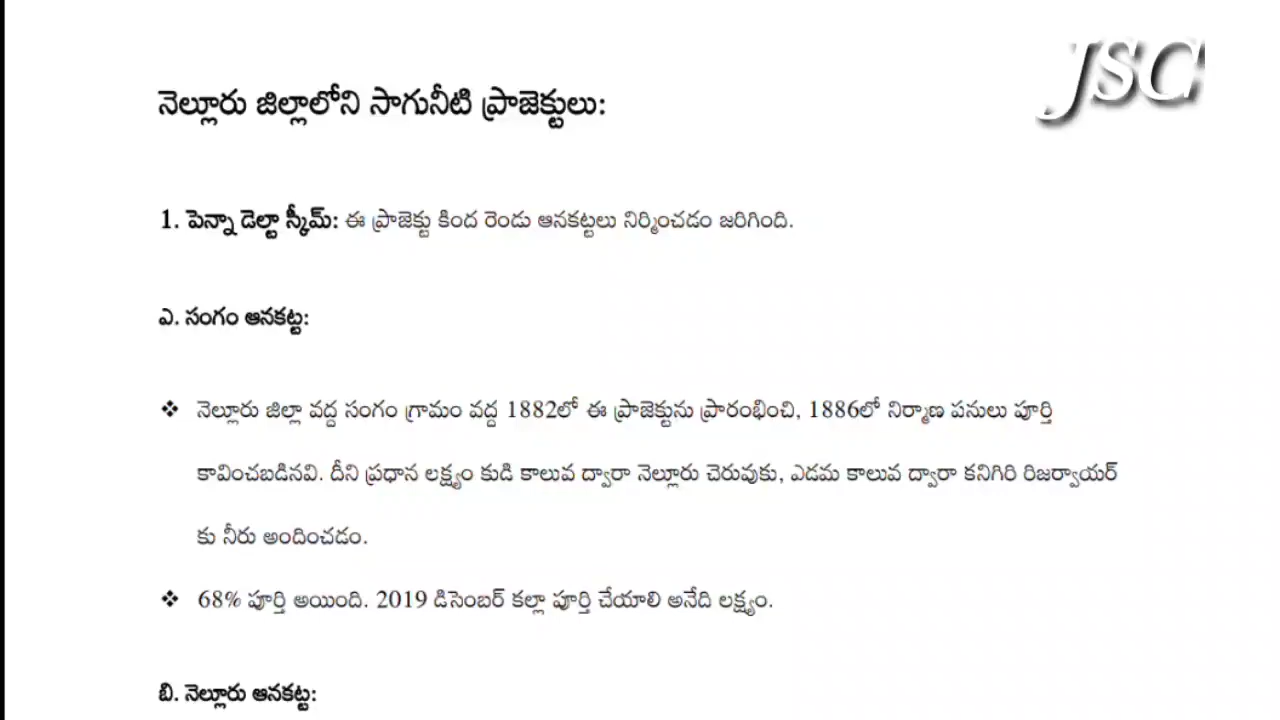 JSC
నెల్లూరు జిల్లాలోని సాగునీటి ప్రాజెక్టులు:
1. పెన్నా డెల్టా స్కీమ్: ఈ ప్రాజెక్టు కింద రెండు ఆనకట్టలు నిర్మించడం జరిగింది.
ఎ. సంగం ఆనకట్ట:
❖ నెల్లూరు జిల్లా వద్ద సంగం గ్రామం వద్ద 1882లో ఈ ప్రాజెక్టును ప్రారంభించి, 1886లో నిర్మాణ పనులు పూర్తి
కావించబడినవి. దీని ప్రధాన లక్ష్యం కుడి కాలువ ద్వారా నెల్లూరు చెరువుకు, ఎడమ కాలువ ద్వారా కనిగిరి రిజర్వాయర్
కు నీరు అందించడం.
❖ 68% పూర్తి అయింది. 2019 డిసెంబర్ కల్లా పూర్తి చేయాలి అనేది లక్ష్యం.
బి. నెల్లూరు ఆనకట్ట: